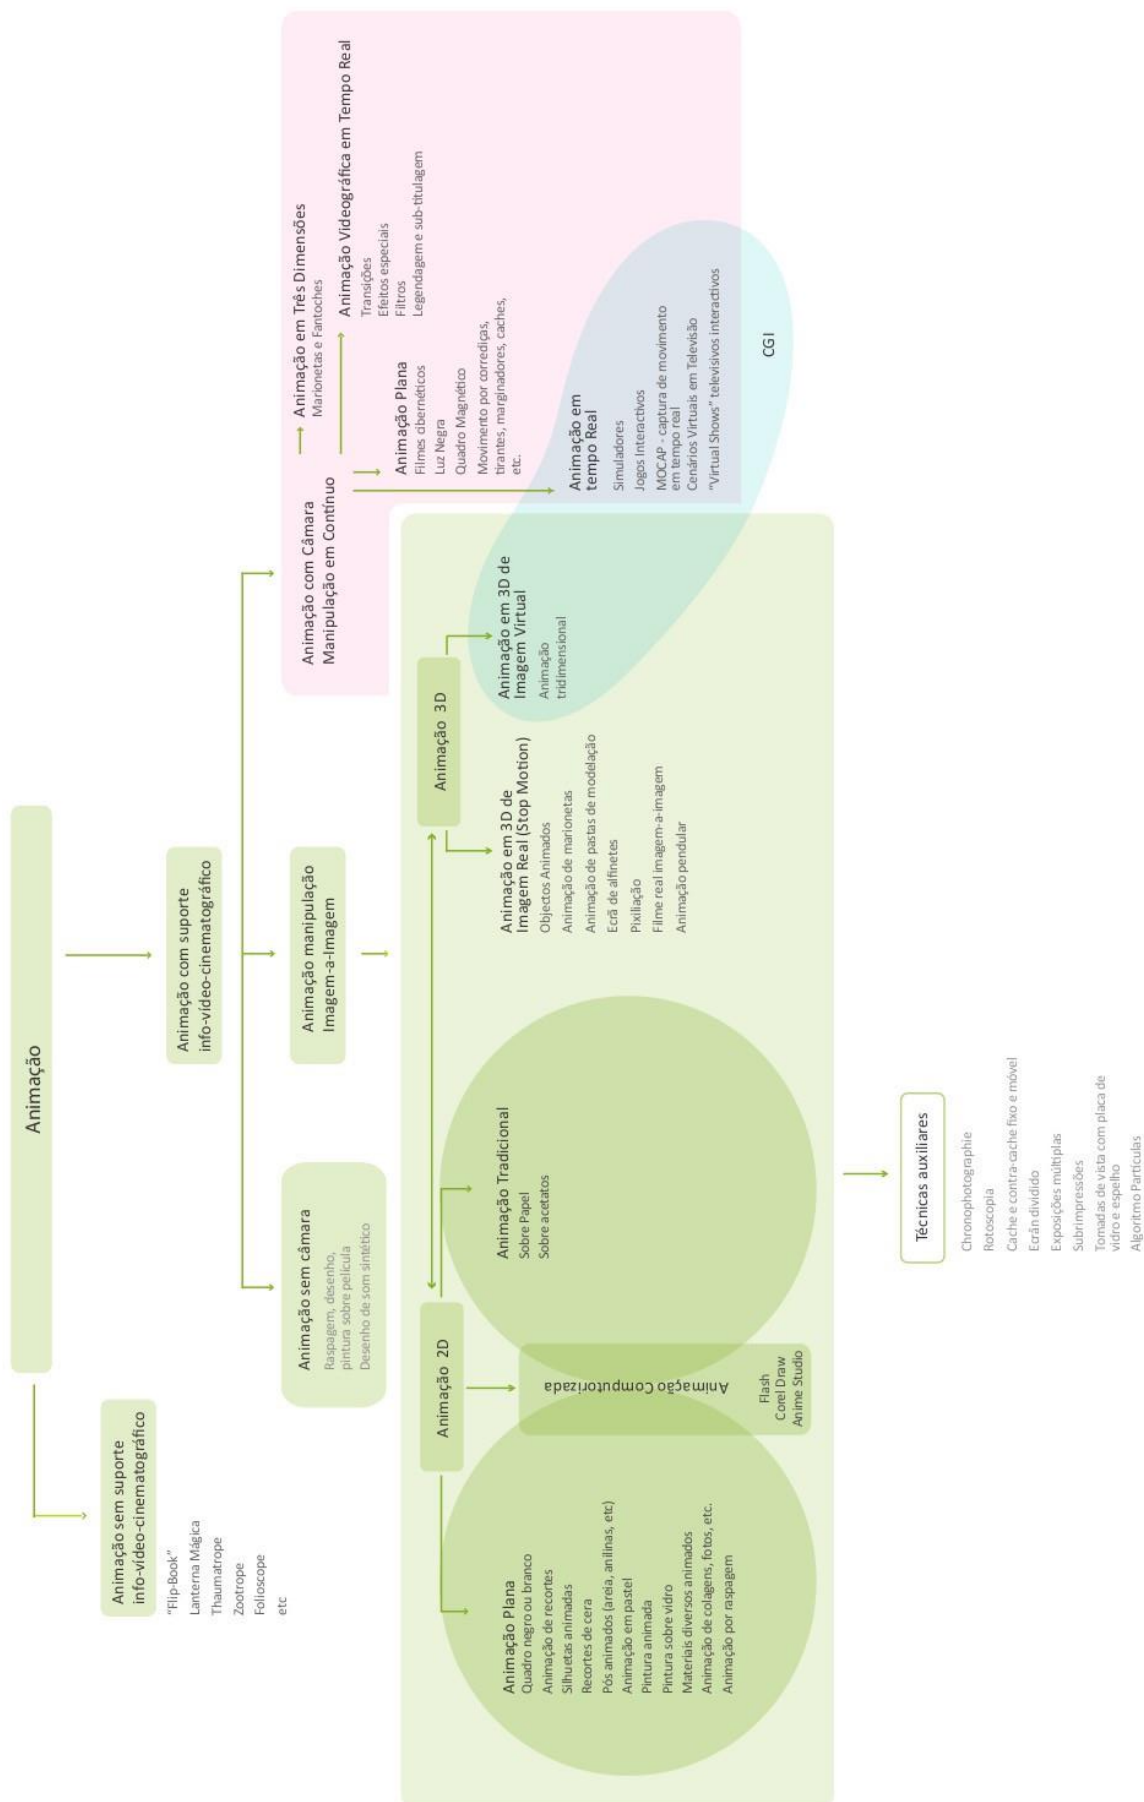 Animação
Animação sem suporte
info-vídeo-cinematográfico
"Flip-Book"
Lanterna Mágica
Thaumatrope
Zootrope
Folioscope
etc
Animação com suporte
info-vídeo-cinematográfico
Animação sem câmara
Raspagem, desenho,
pintura sobre película
Desenho de som sintético
Animação manipulação
Imagem-a-Imagem
Animação com Câmara
Manipulação em Contínuo
Animação em Três Dimensões
Marionetas e Fantoches
Animação Videográfica em Tempo Real
Transições
Efeitos especiais
Filtros
Legendagem e sub-titulagem
Animação Plana
Filmes cibernéticos
Luz Negra
Quadro Magnético
Movimento por corrediças,
tirantes, marginadores, caches,
etc.
Animação em
tempo Real
Simuladores
Jogos Interactivos
MOCAP - captura de movimento
em tempo real
Cenários Virtuais em Televisão
"Virtual Shows" televisivos interactivos
CGI
Animação 2D
Animação 3D
Animação Plana
Quadro negro ou branco
Animação de recortes
Silhuetas animadas
Recortes de cera
Pós animados (areia, anilinas, etc)
Animação em pastel
Pintura animada
Pintura sobre vidro
Materiais diversos animados
Animação de colagens, fotos, etc.
Animação por raspagem
Animação Computorizada
Flash
Corel Draw
Anime Studio
Animação Tradicional
Sobre Papel
Sobre acetatos
Animação em 3D de
Imagem Real (Stop Motion)
Objectos Animados
Animação de marionetas
Animação de pastas de modelação
Ecrã de alfinetes
Pixiliação
Filme real imagem-a-imagem
Animação pendular
Animação em 3D de
Imagem Virtual
Animação
tridimensional
Técnicas auxiliares
Chronophotographie
Rotoscopia
Cache e contra-cache fixo e móvel
Ecrãn dividido
Exposições múltiplas
Subrimpressões
Tomadas de vista com placa de
vidro e espelho
Algoritmo Partículas